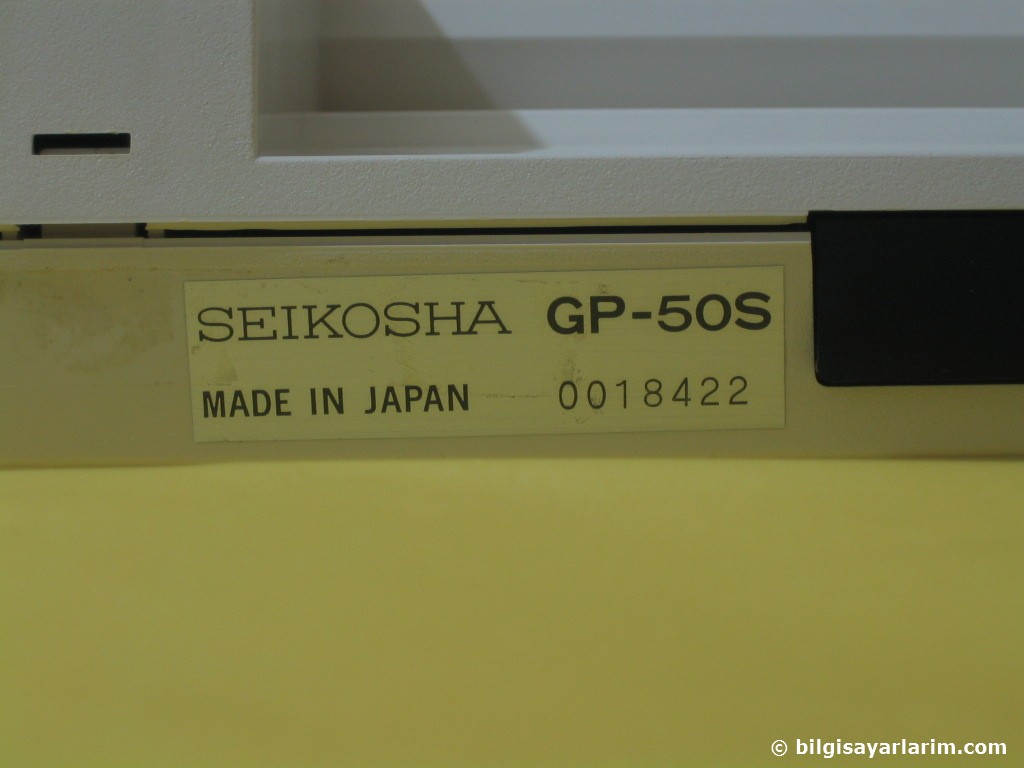 SEIKOSHA GP-50S
MADE IN JAPAN 0018422
© bilgisayarlarim.com